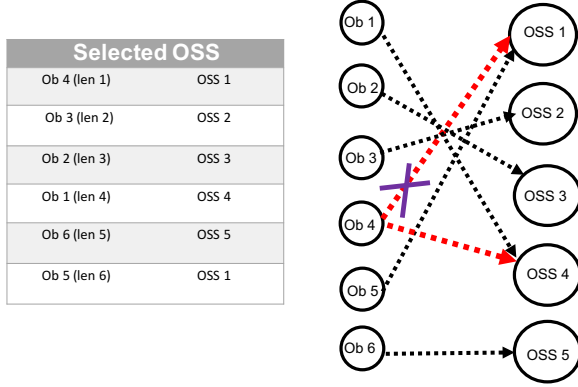 Selected OSS
Ob 4 (len 1) OSS 1
Ob 3 (len 2) OSS 2
Ob 2 (len 3) OSS 3
Ob 1 (len 4) OSS 4
Ob 6 (len 5) OSS 5
Ob 5 (len 6) OSS 1
Ob 1
Ob 2
Ob 3
Ob 4
Ob 5
Ob 6
OSS 1
OSS 2
OSS 3
OSS 4
OSS 5